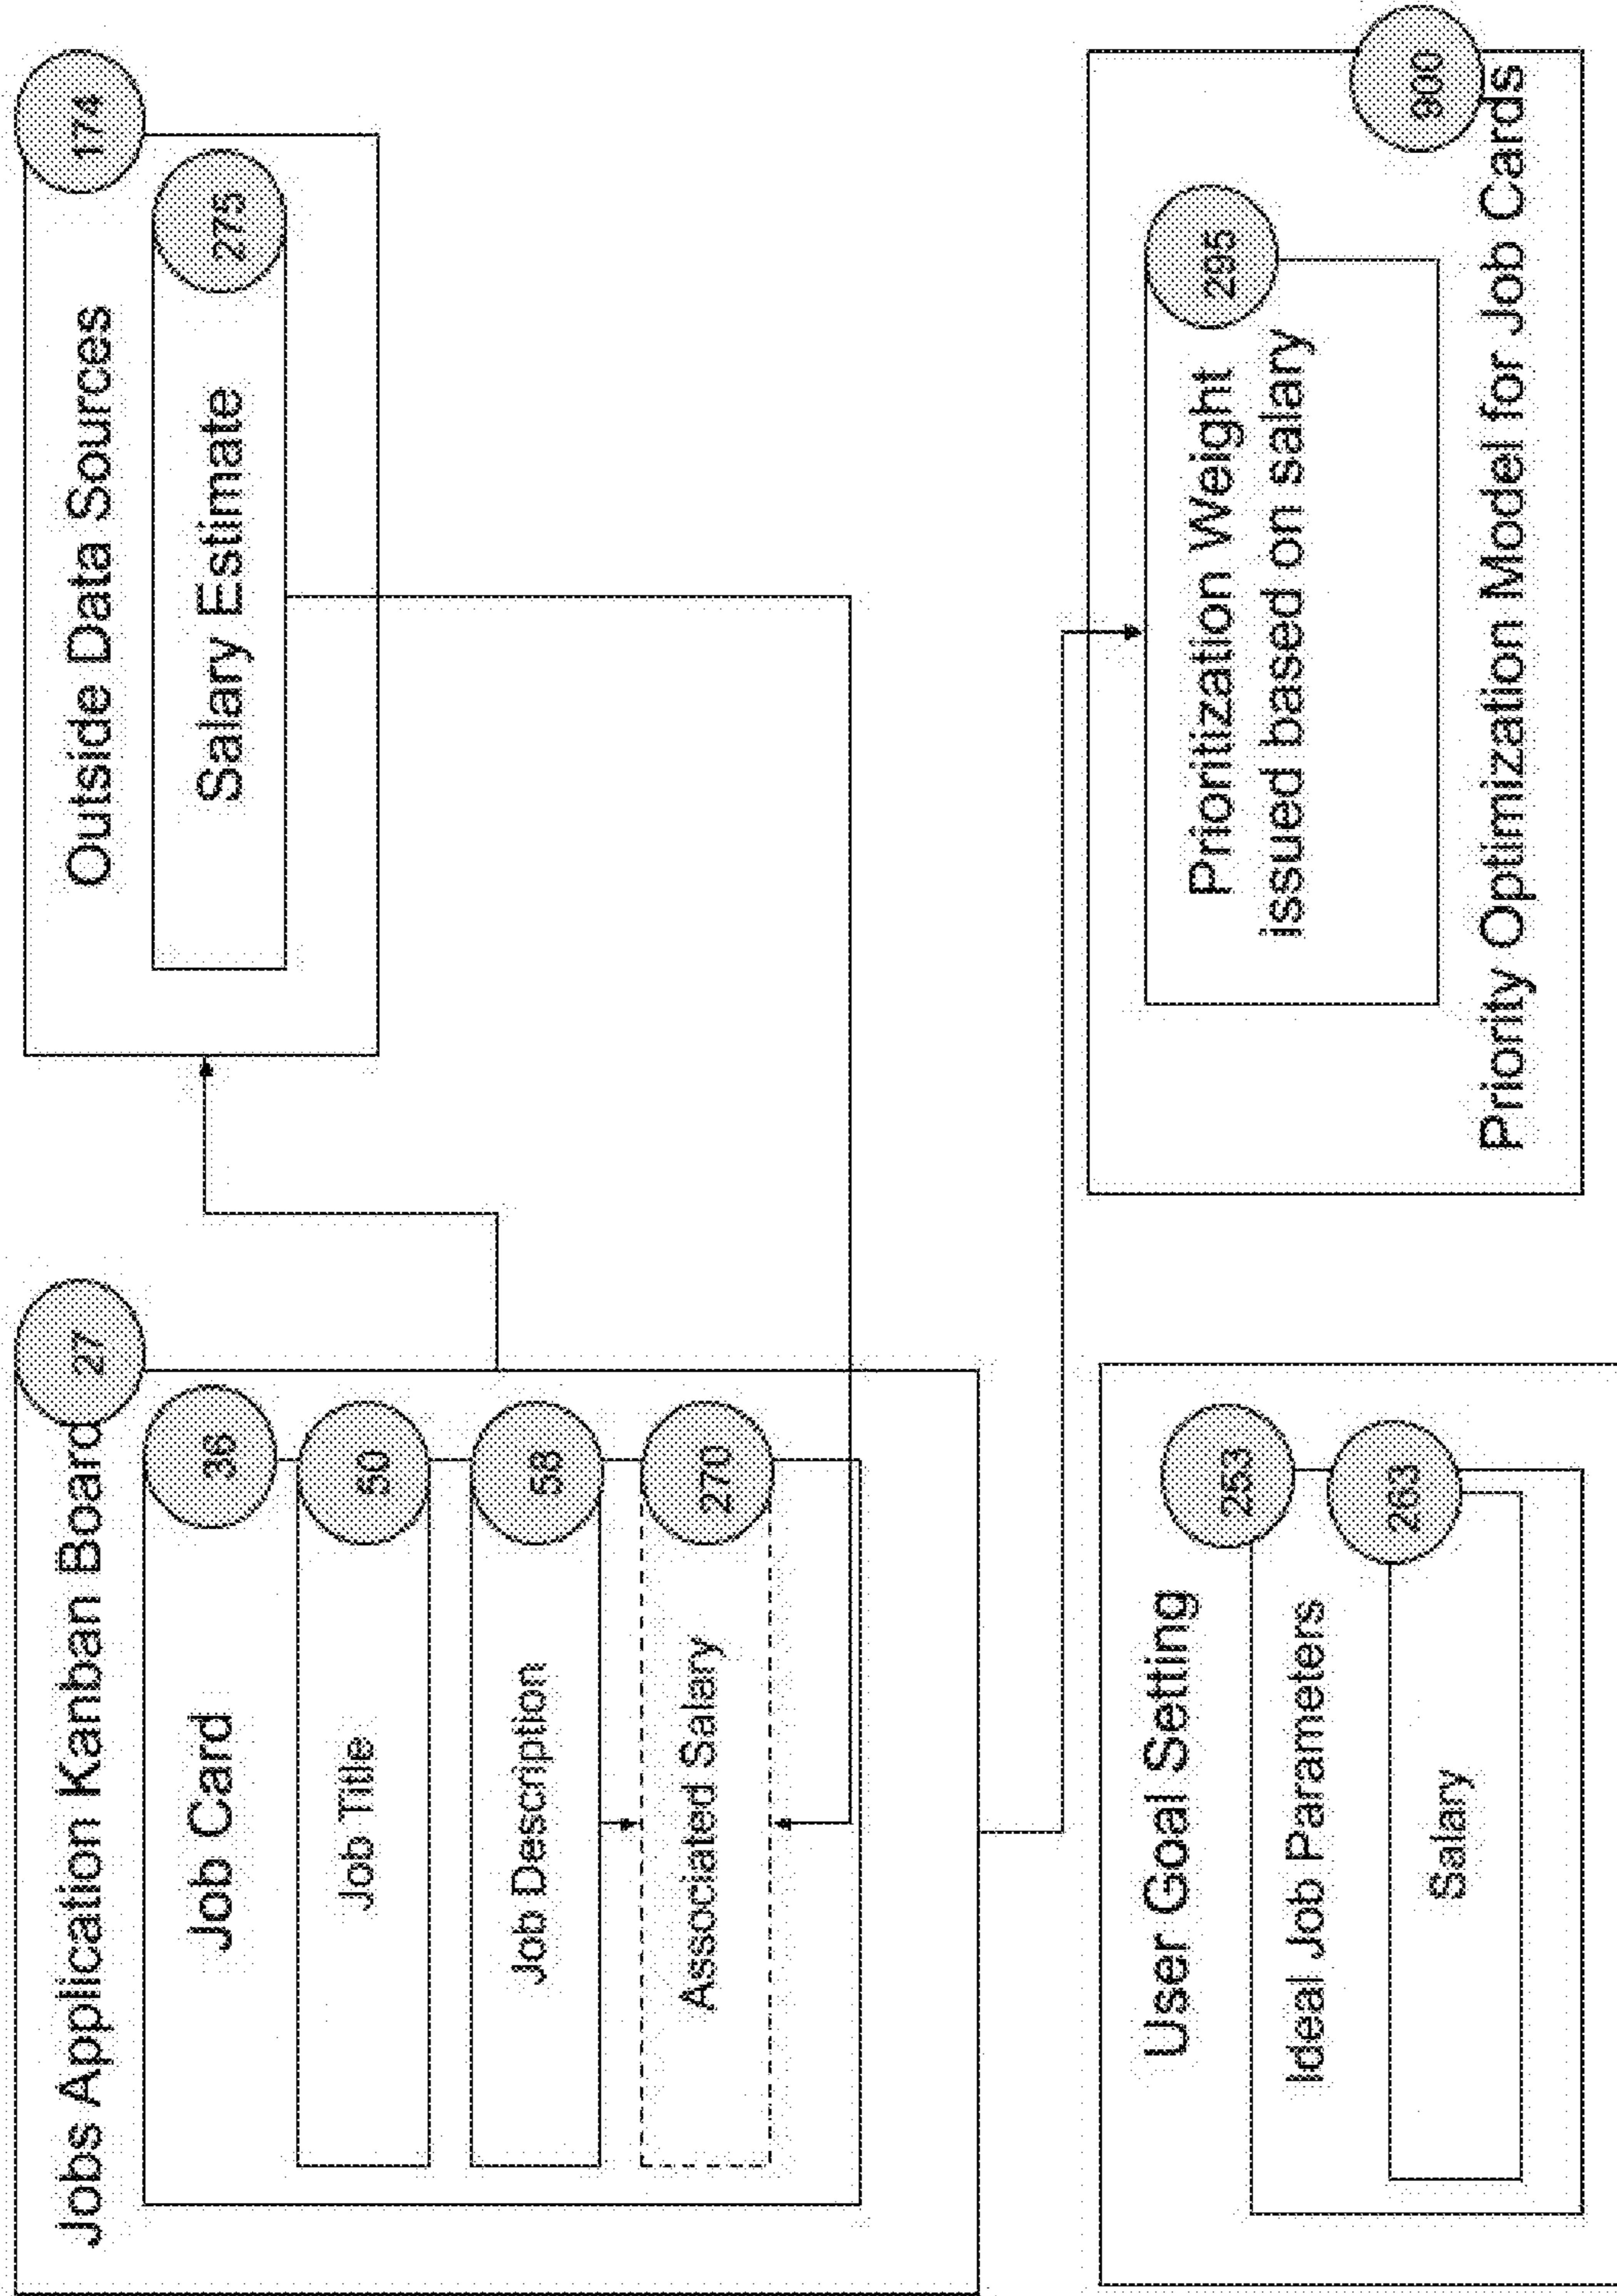 Jobs Application Kanban Board
27
Job Card
36
Job Title
50
Job Description
58
Associated Salary
270
Outside Data Sources
174
Salary Estimate
275
User Goal Setting
Ideal Job Parameters
253
Salary
263
Prioritization Weight
issued based on salary
295
Priority Optimization Model for Job Cards
900